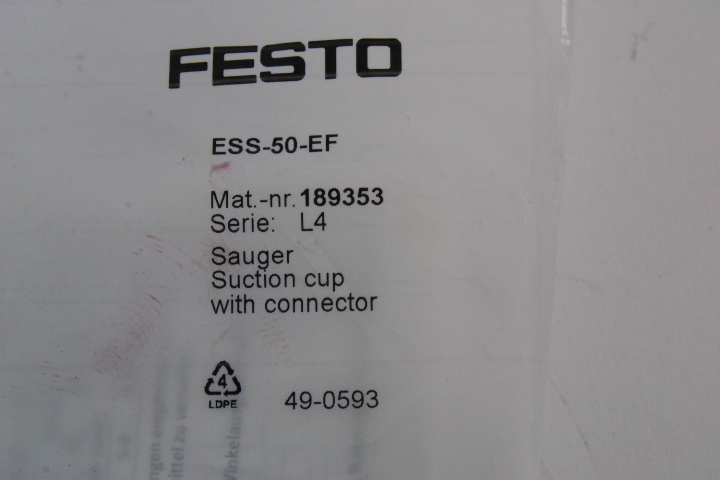 FESTO
ESS-50-EF
Mat.-nr. 189353
Serie: L4
Sauger
Suction cup
with connector
4
LDPE
49-0593